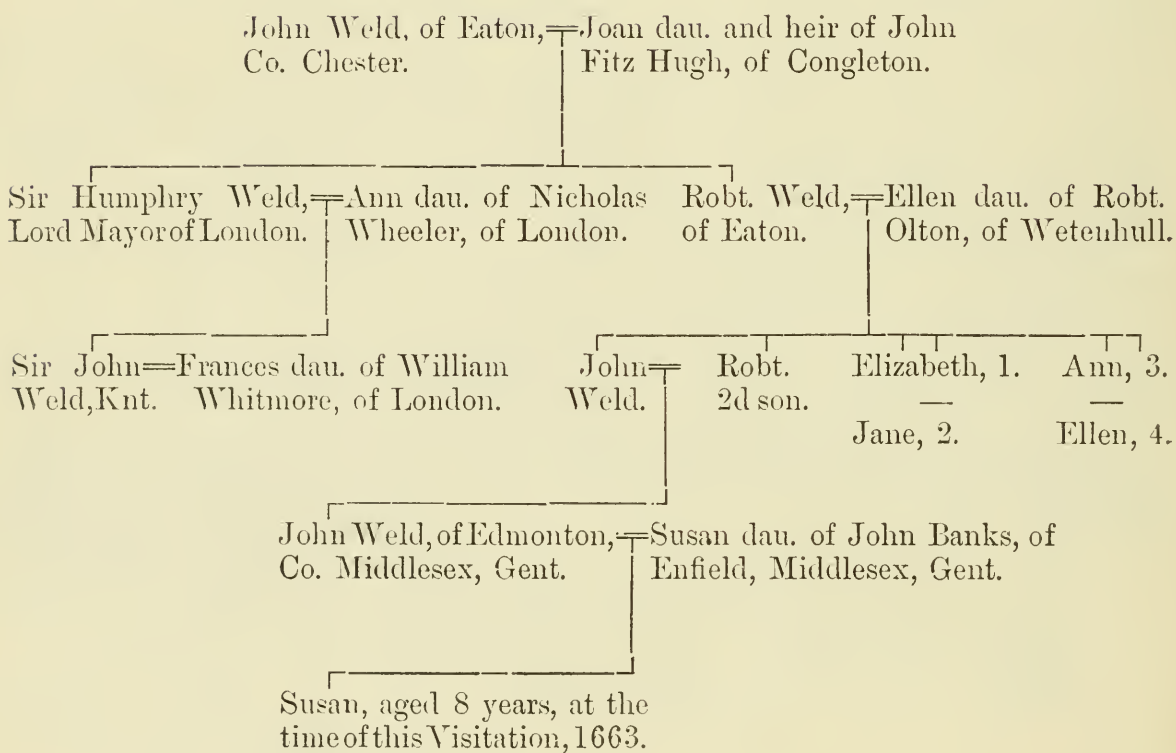 John Weld, of Eaton, Co. Chester.
Joan dau. and heir of John Fitz Hugh, of Congleton.
Sir Humphry Weld, Lord Mayor of London.
Ann dau. of Nicholas Wheeler, of London.
Robt. Weld, of Eaton.
Ellen dau. of Robt. Olton, of Wetenhull.
Sir John Weld, Knt.
Frances dau. of William Whitmore, of London.
John Weld.
Robt. 2d son.
Elizabeth, 1.
—
Jane, 2.
Ann, 3.
—
Ellen, 4.
John Weld, of Edmonton, Co. Middlesex, Gent.
Susan dau. of John Banks, of Enfield, Middlesex, Gent.
Susan, aged 8 years, at the time of this Visitation, 1663.